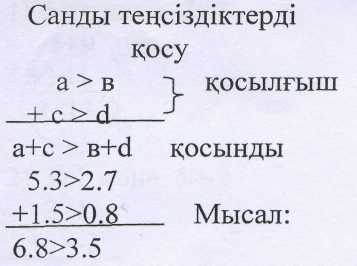 Санды теңсіздіктерді
қосу
а > в
+ с > d } қосылғыш
а+с > в+d қосынды
5.3>2.7
+1.5>0.8 Мысал:
6.8>3.5